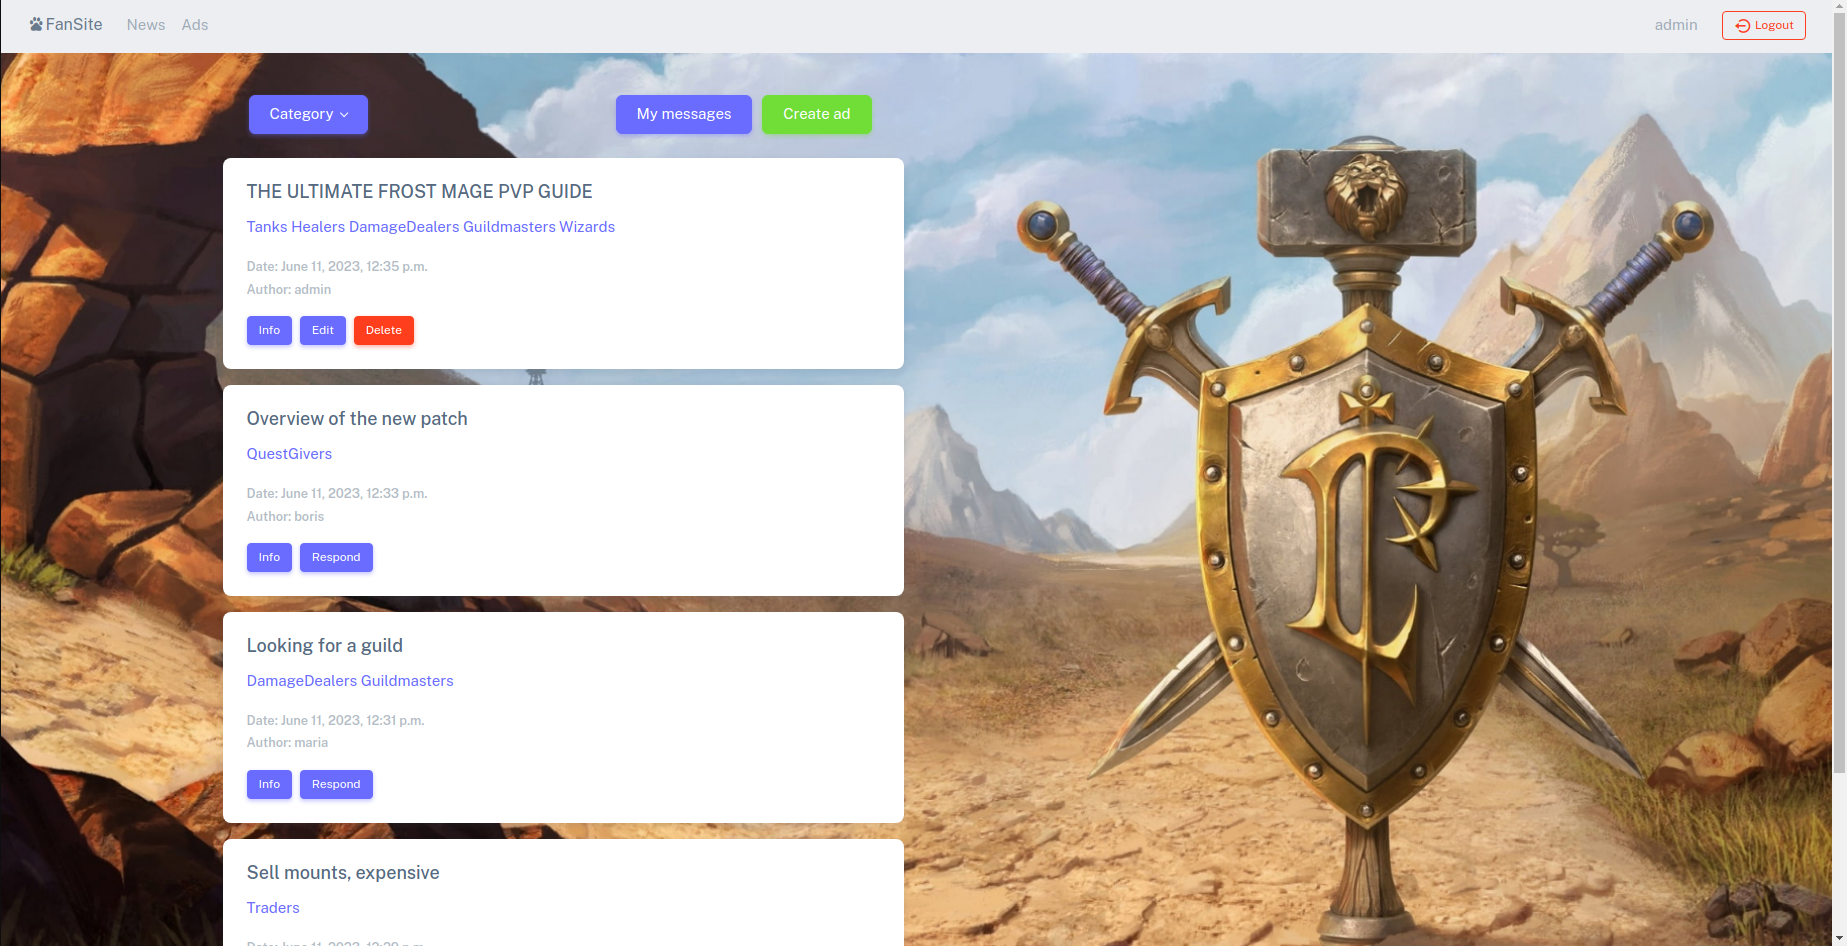 FanSite News Ads admin Logout
Category My messages Create ad
THE ULTIMATE FROST MAGE PVP GUIDE
Tanks Healers DamageDealers Guildmasters Wizards
Date: June 11, 2023, 12:35 p.m.
Author: admin
Info Edit Delete
Overview of the new patch
QuestGivers
Date: June 11, 2023, 12:33 p.m.
Author: boris
Info Respond
Looking for a guild
DamageDealers Guildmasters
Date: June 11, 2023, 12:31 p.m.
Author: maria
Info Respond
Sell mounts, expensive
Traders